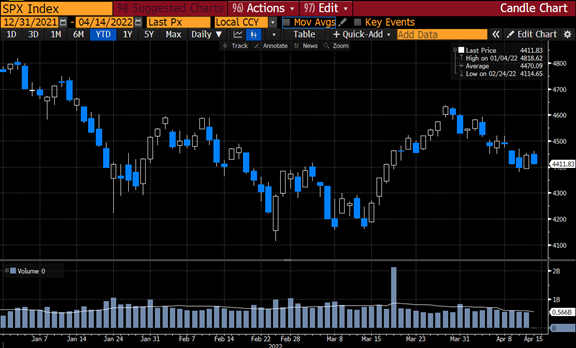 SPX Index 94) Suggested Charts 96) Actions 97) Edit Candle Chart
12/31/2021 - 04/14/2022 Last Px Local CCY Mov Avgs Key Events
1D 3D 1M 6M YTD 1Y 5Y Max Daily Table + Quick-Add Add Data « Edit Chart
Track Annotate News Zoom
Last Price 4411.83
High on 01/04/22 4818.62
Average 4470.09
Low on 02/24/22 4114.65
4800
4700
4600
4500
4411.83
4300
4200
4100
Volume 0
2B
1B
0.566B
0
Jan 7 Jan 14 Jan 24 Jan 31 Feb 7 Feb 14 Feb 22 Feb 28 Mar 8 Mar 15 Mar 23 Mar 31 Apr 8 Apr 15
2022